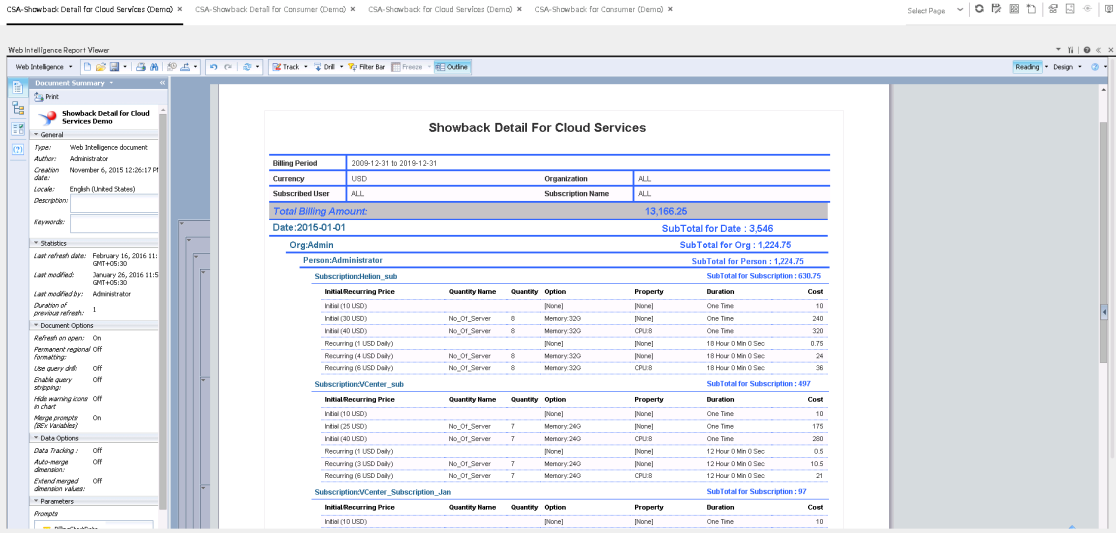 CSA-Showback Detail for Cloud Services (Demo) × CSA-Showback Detail for Consumer (Demo) × CSA-Showback for Cloud Services (Demo) × CSA-Showback for Consumer (Demo) × Select Page
Web Intelligence Report Viewer
Web Intelligence Track Drill Filter Bar Freeze Outline Reading Design
Document Summary
Print
Showback Detail for Cloud Services Demo
General
Type: Web Intelligence document
Author: Administrator
Creation date: November 6, 2015 12:26:17 PM
Locale: English (United States)
Description:
Keywords:
Statistics
Last refresh date: February 16, 2016 11: GMT+05:30
Last modified: January 26, 2016 11:5 GMT+05:30
Last modified by: Administrator
Duration of previous refresh: 1
Document Options
Refresh on open: On
Permanent regional formatting: Off
Use query drill: Off
Enable query stripping: Off
Hide warning icons in chart Off
Merge prompts (BEx Variables) On
Data Options
Data Tracking : Off
Auto-merge dimension: Off
Extend merged dimension values: Off
Parameters
Prompts
Showback Detail For Cloud Services
Billing Period 2009-12-31 to 2019-12-31
Currency USD Organization ALL
Subscribed User ALL Subscription Name ALL
Total Billing Amount: 13,166.25
Date:2015-01-01 SubTotal for Date : 3,546
Org:Admin SubTotal for Org : 1,224.75
Person:Administrator SubTotal for Person : 1,224.75
Subscription:Helion_sub SubTotal for Subscription : 630.75
Initial/Recurring Price Quantity Name Quantity Option Property Duration Cost
Initial (10 USD) [None] [None] One Time 10
Initial (30 USD) No_Of_Server 8 Memory:32G [None] One Time 240
Initial (40 USD) No_Of_Server 8 Memory:32G CPU:8 One Time 320
Recurring (1 USD Daily) [None] [None] 18 Hour 0 Min 0 Sec 0.75
Recurring (4 USD Daily) No_Of_Server 8 Memory:32G [None] 18 Hour 0 Min 0 Sec 24
Recurring (6 USD Daily) No_Of_Server 8 Memory:32G CPU:8 18 Hour 0 Min 0 Sec 36
Subscription:VCenter_sub SubTotal for Subscription : 497
Initial/Recurring Price Quantity Name Quantity Option Property Duration Cost
Initial (10 USD) [None] [None] One Time 10
Initial (25 USD) No_Of_Server 7 Memory:24G [None] One Time 175
Initial (40 USD) No_Of_Server 7 Memory:24G CPU:8 One Time 280
Recurring (1 USD Daily) [None] [None] 12 Hour 0 Min 0 Sec 0.5
Recurring (3 USD Daily) No_Of_Server 7 Memory:24G [None] 12 Hour 0 Min 0 Sec 10.5
Recurring (6 USD Daily) No_Of_Server 7 Memory:24G CPU:8 12 Hour 0 Min 0 Sec 21
Subscription:VCenter_Subscription_Jan SubTotal for Subscription : 97
Initial/Recurring Price Quantity Name Quantity Option Property Duration Cost
Initial (10 USD) [None] [None] One Time 10